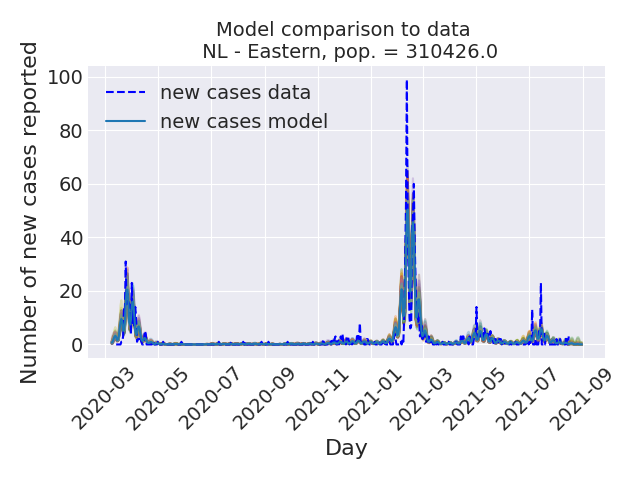 Model comparison to data
NL - Eastern, pop. = 310426.0
Number of new cases reported
100
80
60
40
20
0
new cases data
new cases model
2020-03
2020-05
2020-07
2020-09
2020-11
2021-01
2021-03
2021-05
2021-07
2021-09
Day